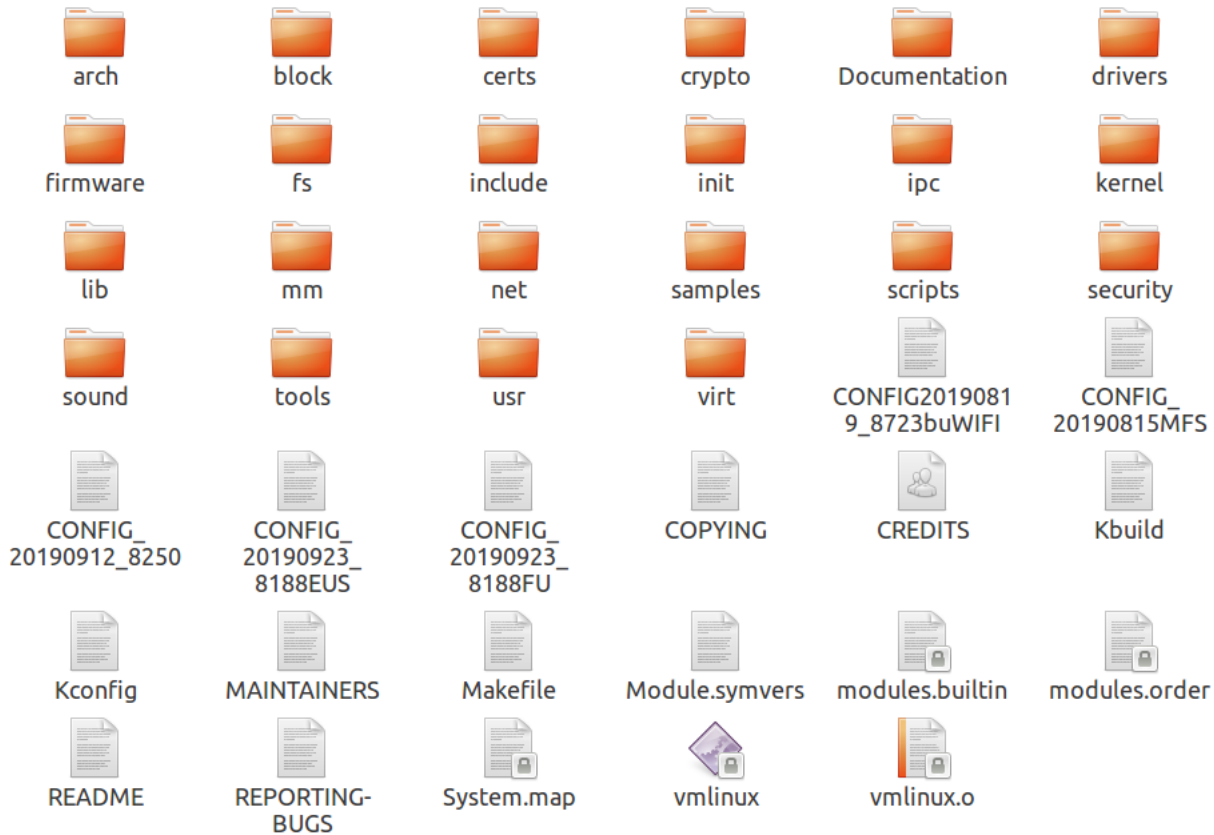 arch block certs crypto Documentation drivers
firmware fs include init ipc kernel
lib mm net samples scripts security
sound tools usr virt CONFIG2019081 CONFIG_
9_8723buWIFI 20190815MFS
CONFIG_ CONFIG_ CONFIG_ COPYING CREDITS Kbuild
20190912_8250 20190923_ 20190923_
8188EUS 8188FU
Kconfig MAINTAINERS Makefile Module.symvers modules.builtin modules.order
README REPORTING- System.map vmlinux vmlinux.o
BUGS